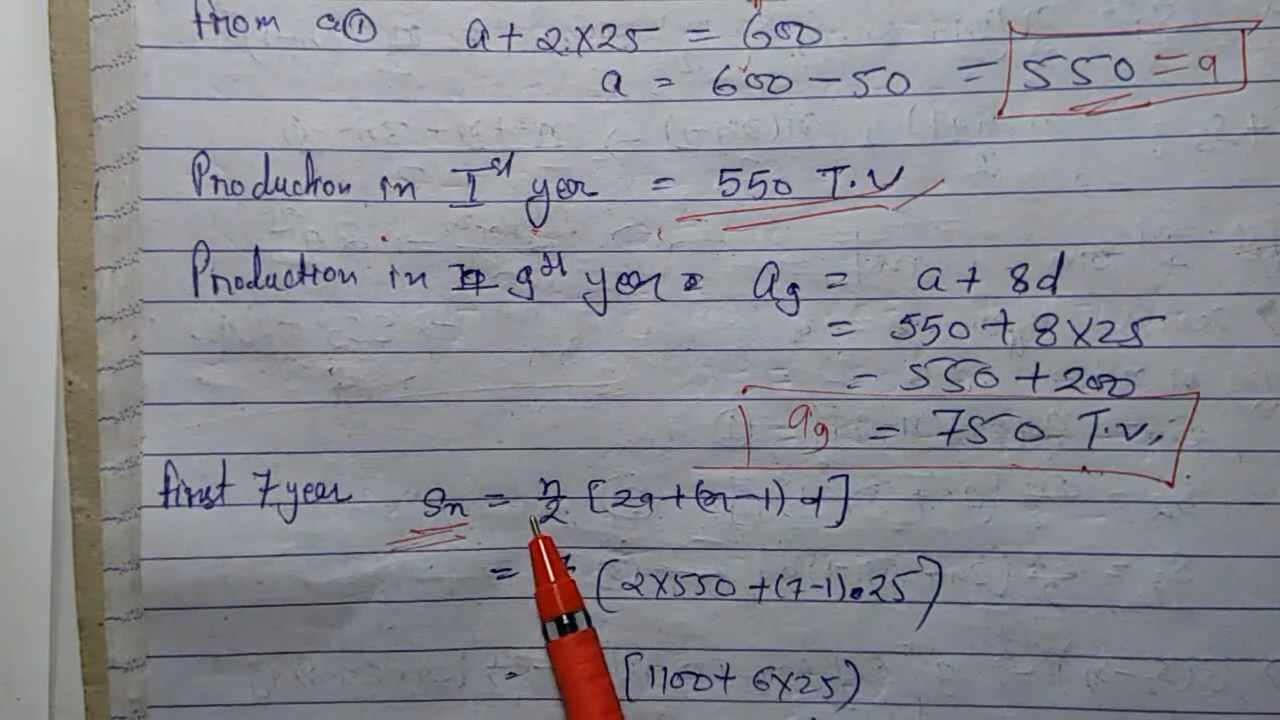 from eq① a + 2 × 25 = 600
a = 600 - 50 = 550 = a
Production in Ist year = 550 T.V
Production in 9th year = a9 = a + 8d
= 550 + 8×25
= 550 + 200
a9 = 750 T.V.
first 7 year Sn = n/2 [2a + (n-1) d]
= (2×550 + (7-1).25)
= [1100 + 6×25)